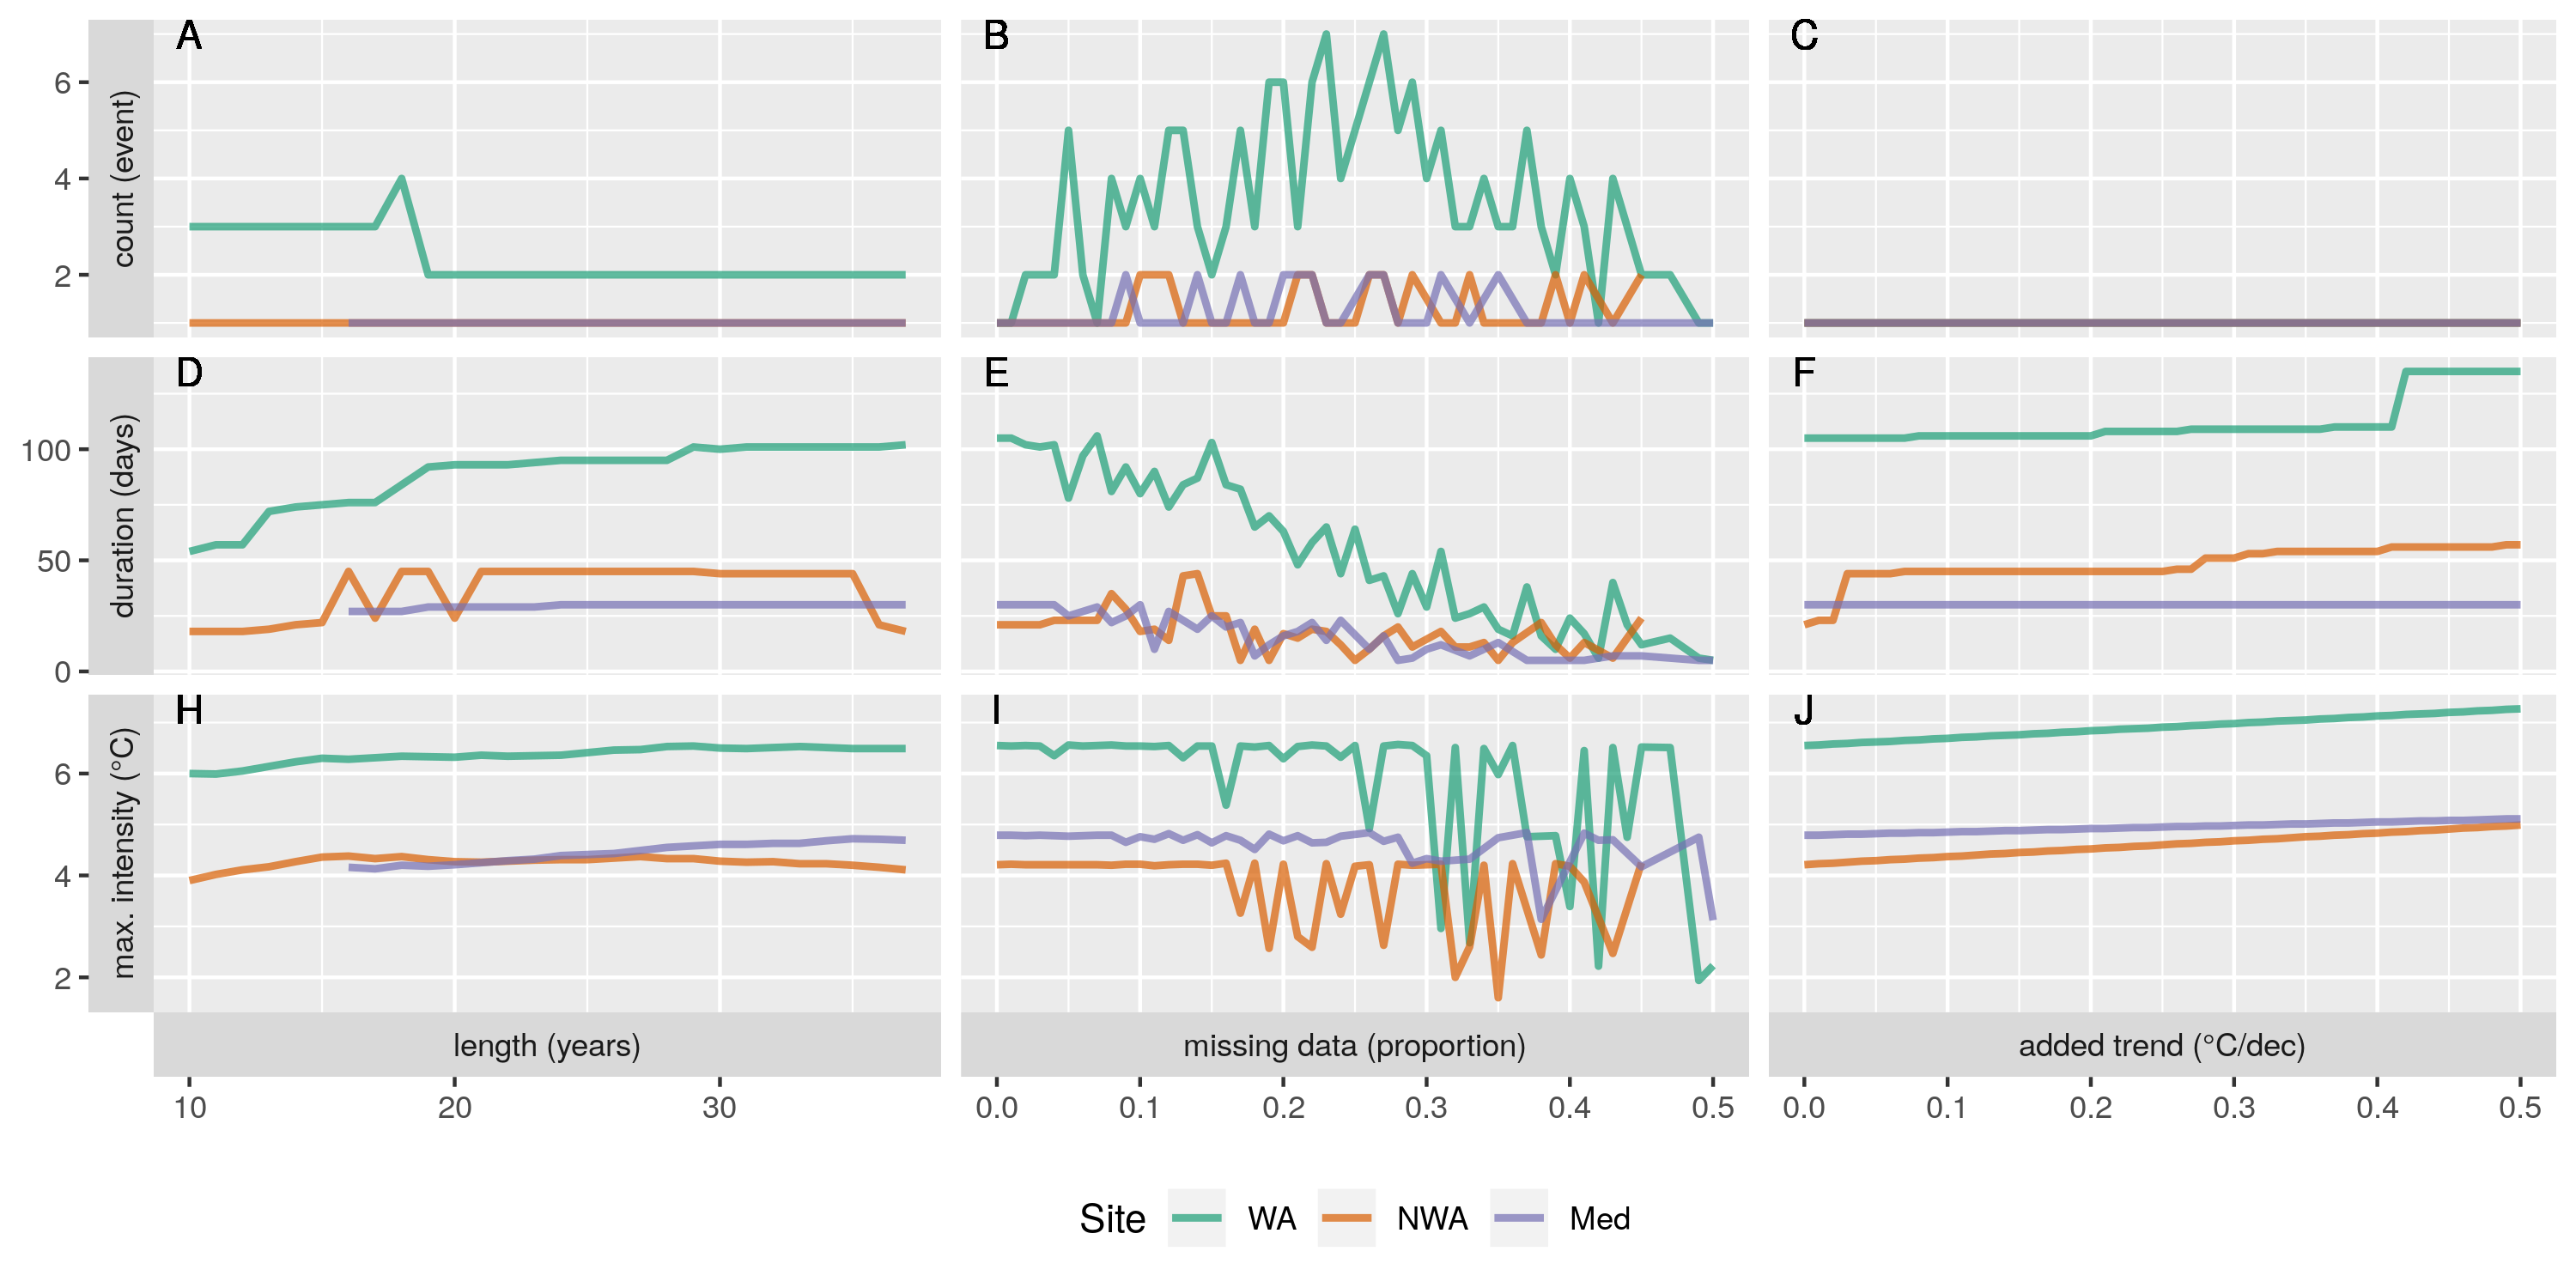 A
B
C
6
4
2
count (event)
D
E
F
100
50
0
duration (days)
H
I
J
6
4
2
max. intensity (°C)
length (years)
missing data (proportion)
added trend (°C/dec)
10 20 30
0.0 0.1 0.2 0.3 0.4 0.5
0.0 0.1 0.2 0.3 0.4 0.5
Site WA NWA Med